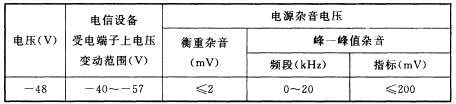 电压(V)
电信设备
受电端子上电压
变动范围(V)
电源杂音电压
衡重杂音
(mV)
峰一峰值杂音
频段(kHz)
指标(mV)
−48
−40~−57
≤2
0~20
≤200